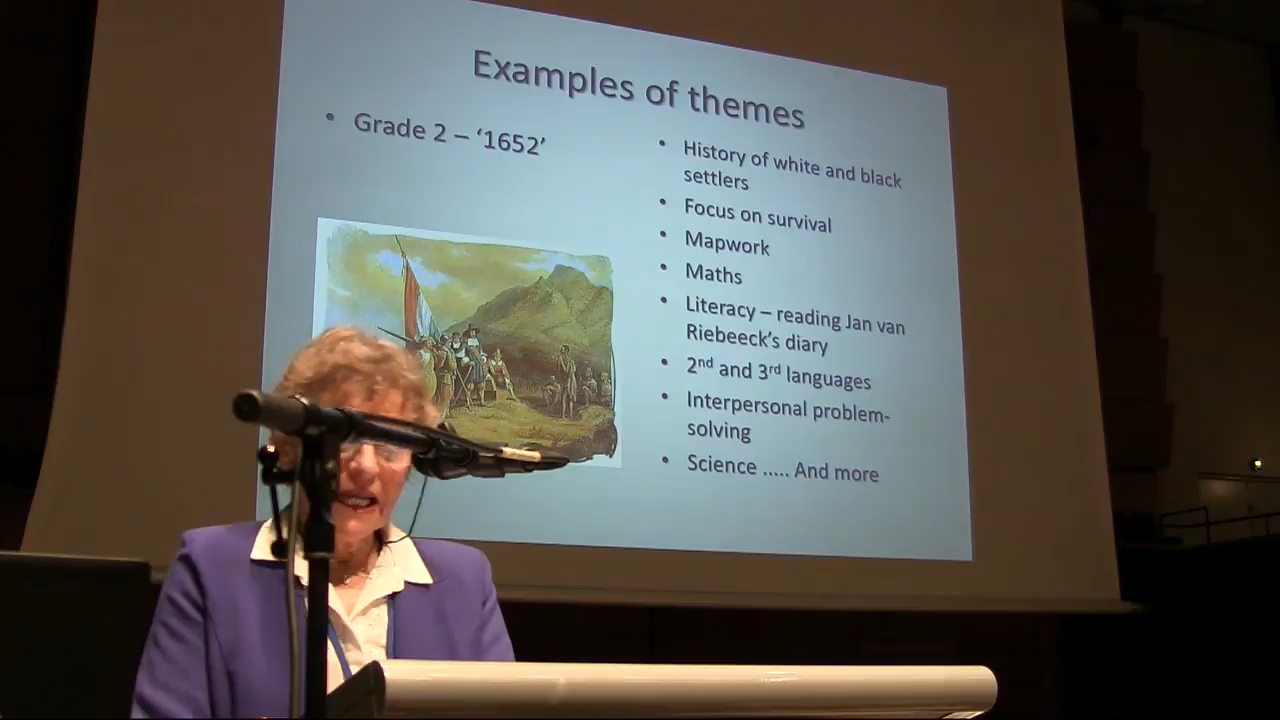 Examples of themes
• Grade 2 – ‘1652’
• History of white and black
settlers
• Focus on survival
• Mapwork
• Maths
• Literacy – reading Jan van
Riebeeck’s diary
• 2nd and 3rd languages
• Interpersonal problem-
solving
• Science ..... And more